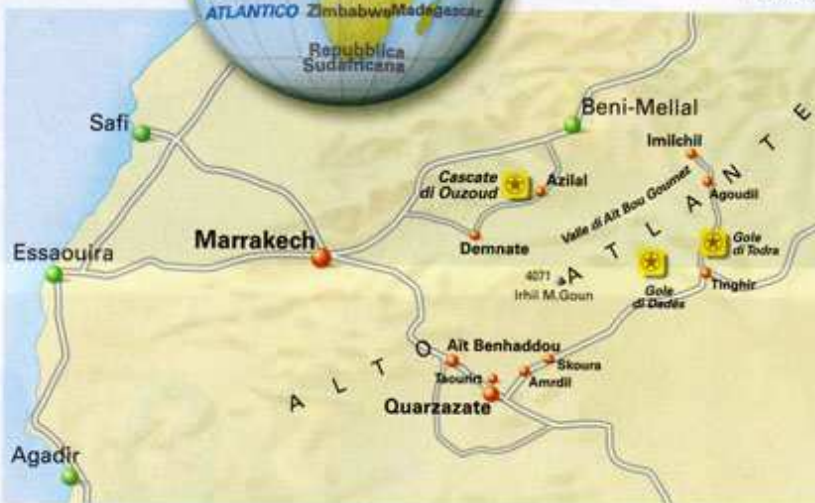 ATLANTICO Zimbabwe Madagascar
Repubblica
Sudafricana
Beni-Mellal
Safi
Imilchil
Cascate
di Ouzoud
Azilal
Agoudil
Valle di Aït Bou Goumez
Marrakech
Demnate
Gole
di Todra
Essaouira
4071
Irhil M.Goun
Gole
di Dadès
Tinghir
ALTO ATLANTE
Aït Benhaddou
Skoura
Taourirt
Amrdil
Quarzazate
Agadir